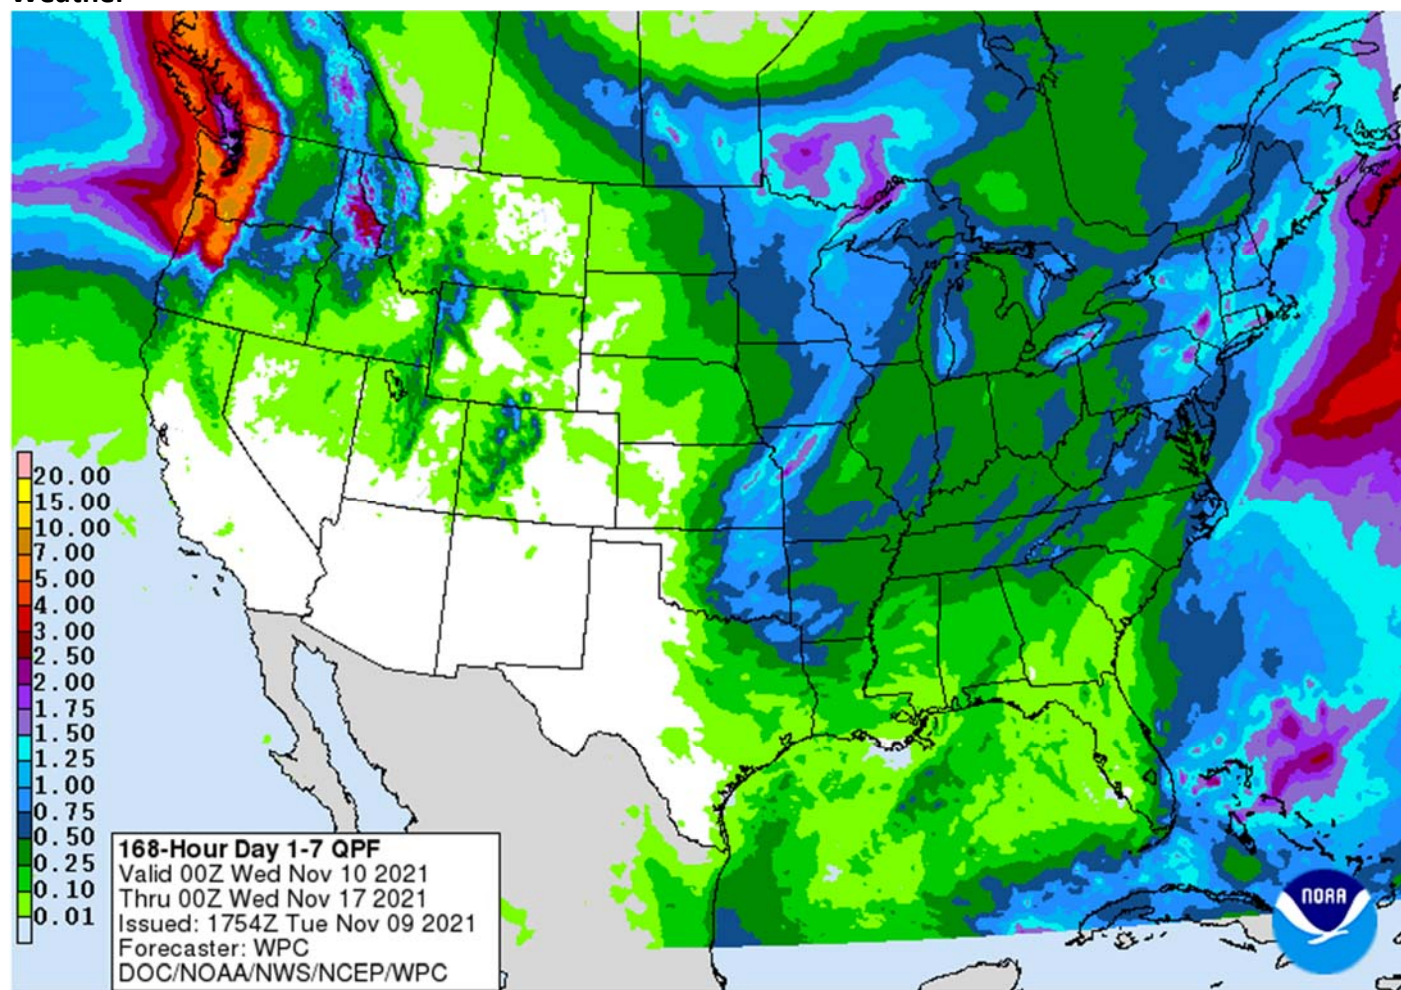 Weather
20.00
15.00
10.00
7.00
5.00
4.00
3.00
2.50
2.00
1.75
1.50
1.25
1.00
0.75
0.50
0.25
0.10
0.01
168-Hour Day 1-7 QPF
Valid 00Z Wed Nov 10 2021
Thru 00Z Wed Nov 17 2021
Issued: 1754Z Tue Nov 09 2021
Forecaster: WPC
DOC/NOAA/NWS/NCEP/WPC
NOAA